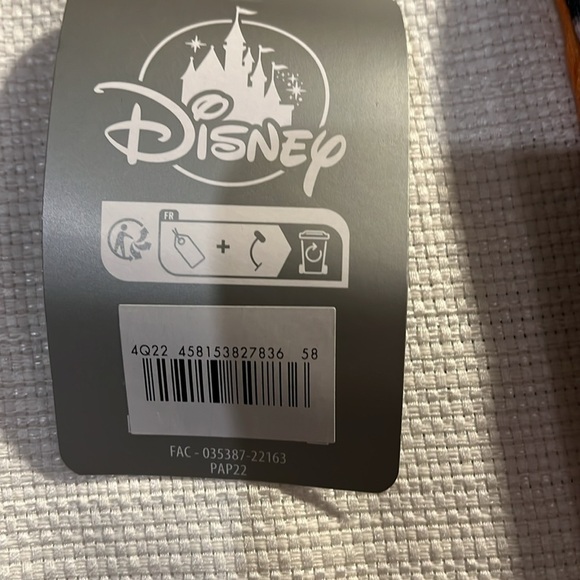 Disney
FR
+
4Q22 458153827836 58
FAC - 035387-22163
PAP22